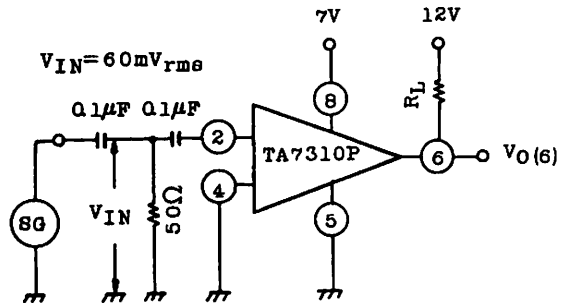 7V 12V
VIN=60mVrms
0.1μF 0.1μF
8
RL
2
TA7310P
6
VO(6)
4
SG
VIN
50Ω
5